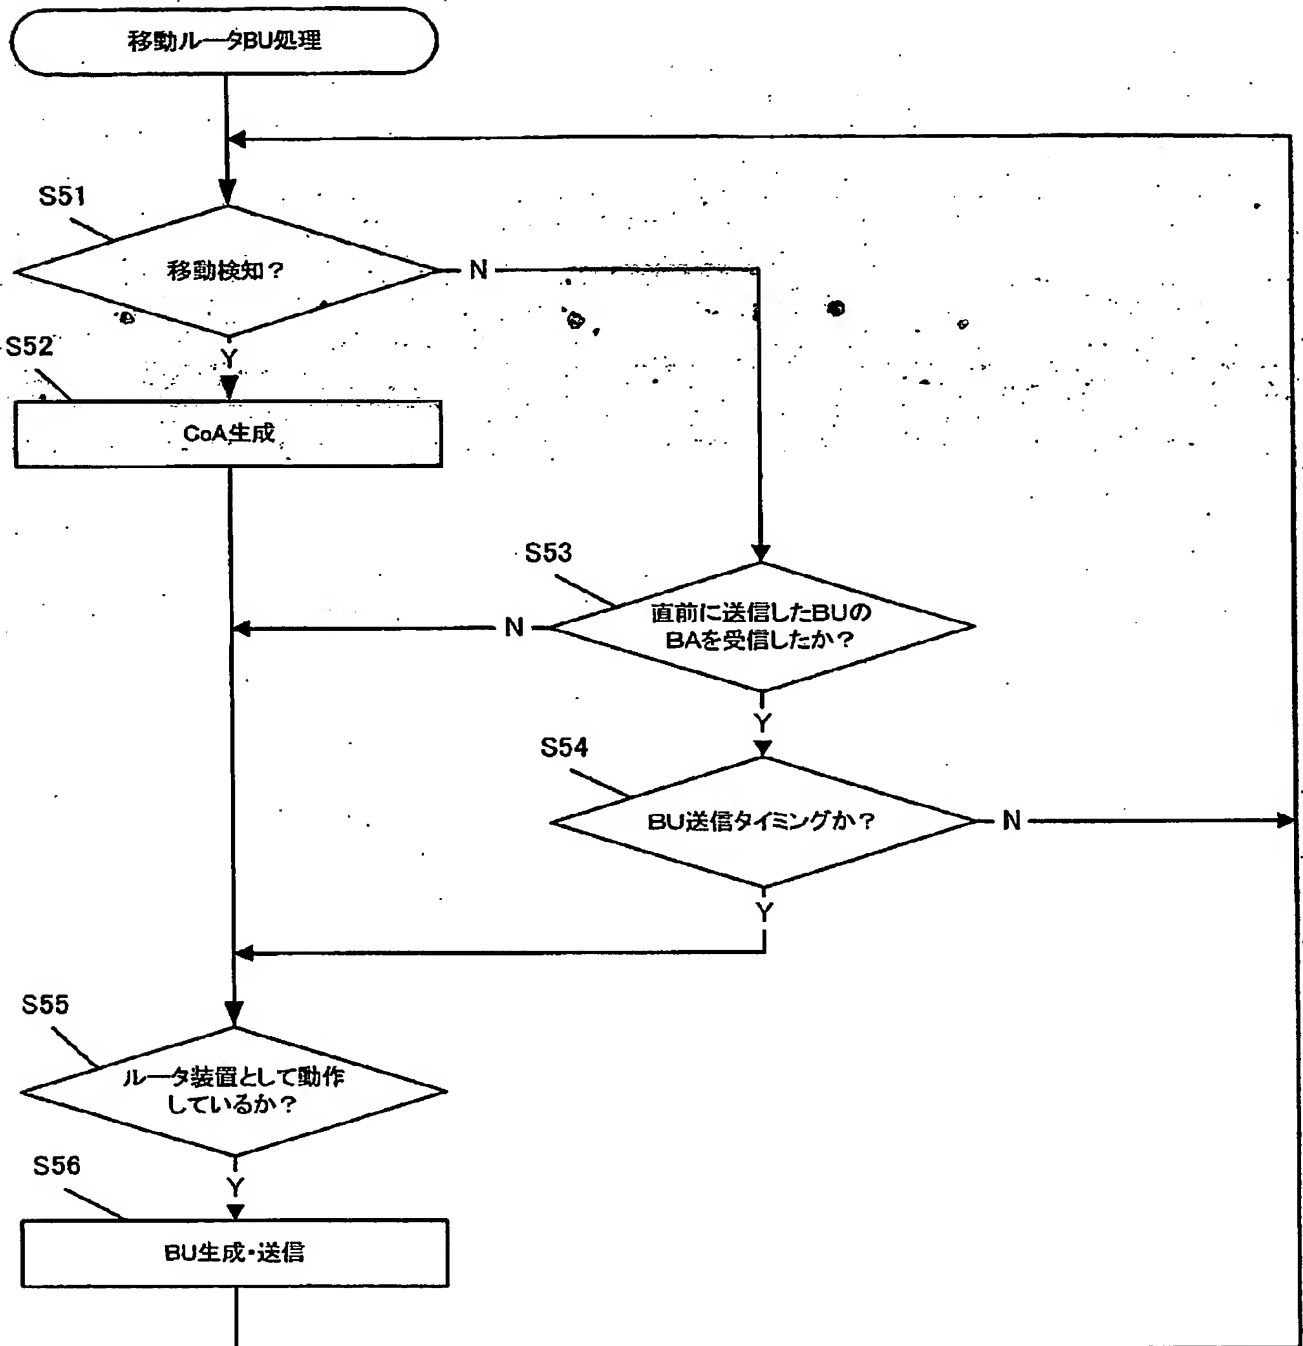 移動ルータBU処理
S51
移動検知?
N
S52
Y
CoA生成
S53
直前に送信したBUの
BAを受信したか?
N
Y
S54
BU送信タイミングか?
N
Y
S55
ルータ装置として動作
しているか?
S56
Y
BU生成・送信